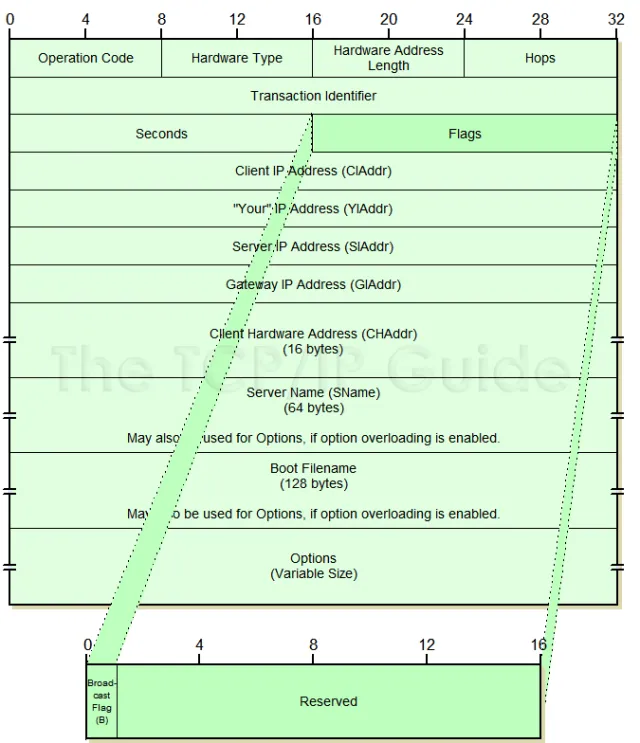 0 4 8 12 16 20 24 28 32
Operation Code Hardware Type Hardware Address Length Hops
Transaction Identifier
Seconds Flags
Client IP Address (CIAddr)
"Your" IP Address (YIAddr)
Server IP Address (SIAddr)
Gateway IP Address (GIAddr)
Client Hardware Address (CHAddr)
(16 bytes)
The TCP/IP Guide
Server Name (SName)
(64 bytes)
May also be used for Options, if option overloading is enabled.
Boot Filename
(128 bytes)
May also be used for Options, if option overloading is enabled.
Options
(Variable Size)
0 4 8 12 16
Broad-
cast
Flag
(B)
Reserved